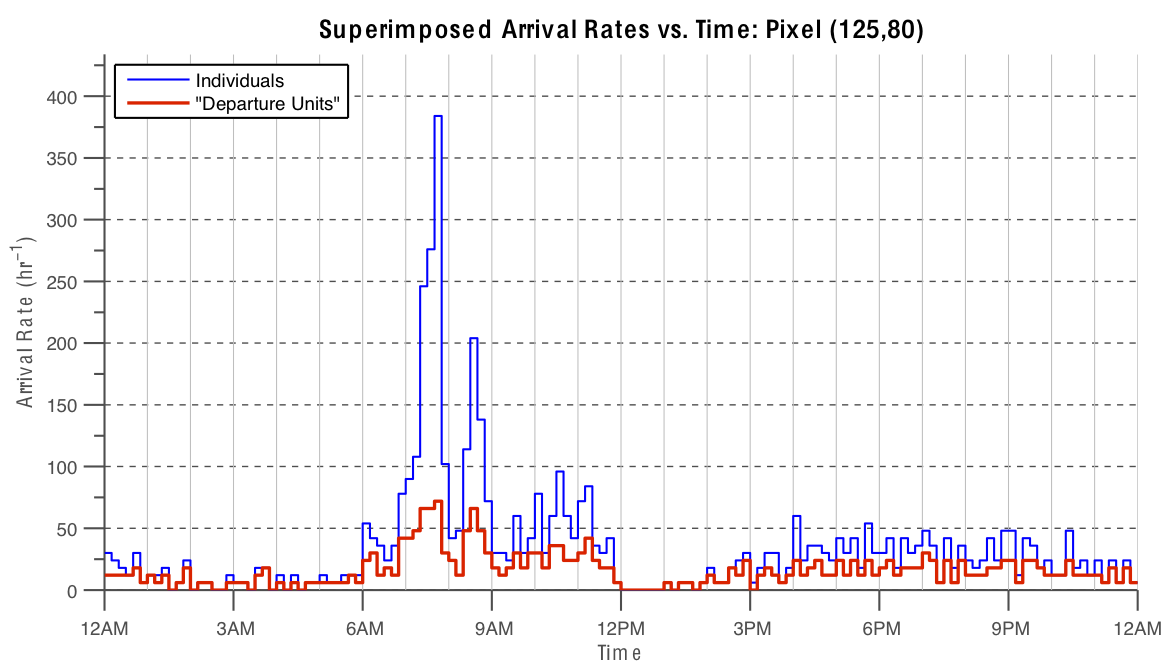 Superimposed Arrival Rates vs. Time: Pixel (125,80)
Individuals
"Departure Units"
400
350
300
250
200
150
100
50
0
Arrival Rate (hr⁻¹)
12AM 3AM 6AM 9AM 12PM 3PM 6PM 9PM 12AM
Time